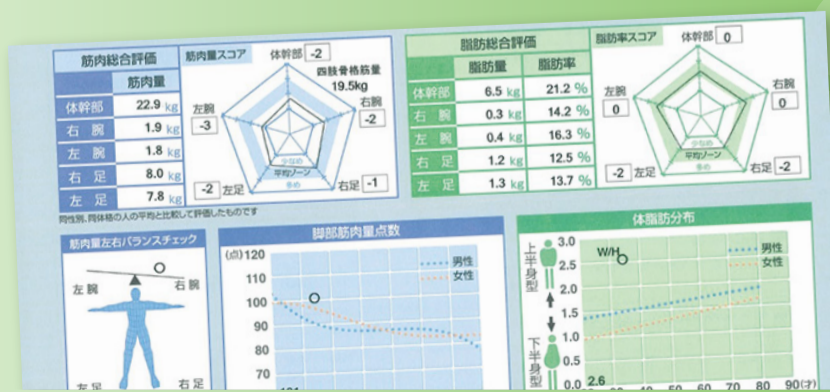 筋肉総合評価
筋肉量
体幹部 22.9 kg
右 腕 1.9 kg
左 腕 1.8 kg
右 足 8.0 kg
左 足 7.8 kg
筋肉量スコア
体幹部 -2
四肢骨格筋量
19.5kg
左腕 -3
右腕 -2
少なめ
平均ゾーン
多め
-2 左足
右足 -1
同性別、同体格の人の平均と比較して評価したものです
脂肪総合評価
脂肪量 脂肪率
体幹部 6.5 kg 21.2 %
右 腕 0.3 kg 14.2 %
左 腕 0.4 kg 16.3 %
右 足 1.2 kg 12.5 %
左 足 1.3 kg 13.7 %
脂肪率スコア
体幹部 0
左腕 0
右腕 0
少なめ
平均ゾーン
多め
-2 左足
右足 -2
筋肉量左右バランスチェック
左腕 右腕
左足 右足
脚部筋肉量点数
(点)120
110
100
90
80
70
男性
女性
体脂肪分布
上半身型
下半身型
3.0
2.5
2.0
1.5
1.0
0.5
0.0
W/H
男性
女性
2.6
40 50 60 70 80 90(才)